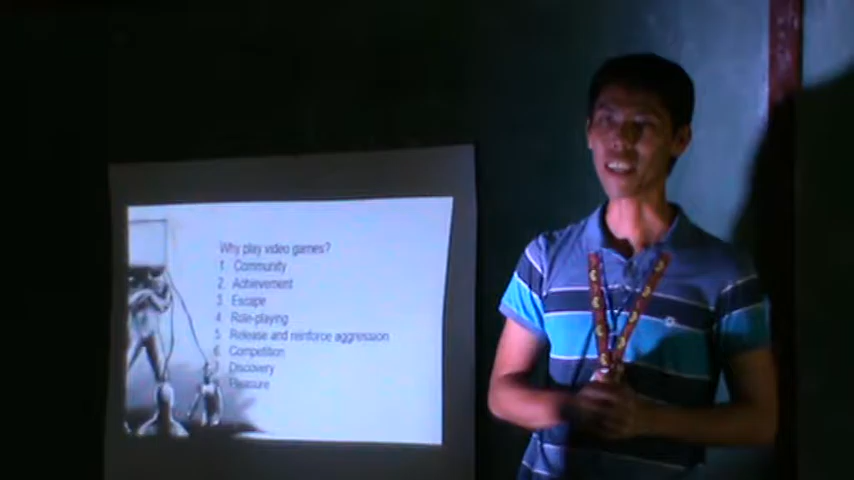 Why play video games?
1. Community
2. Achievement
3. Escape
4. Role-playing
5. Release and reinforce aggression
6. Competition
7. Discovery
Pleasure